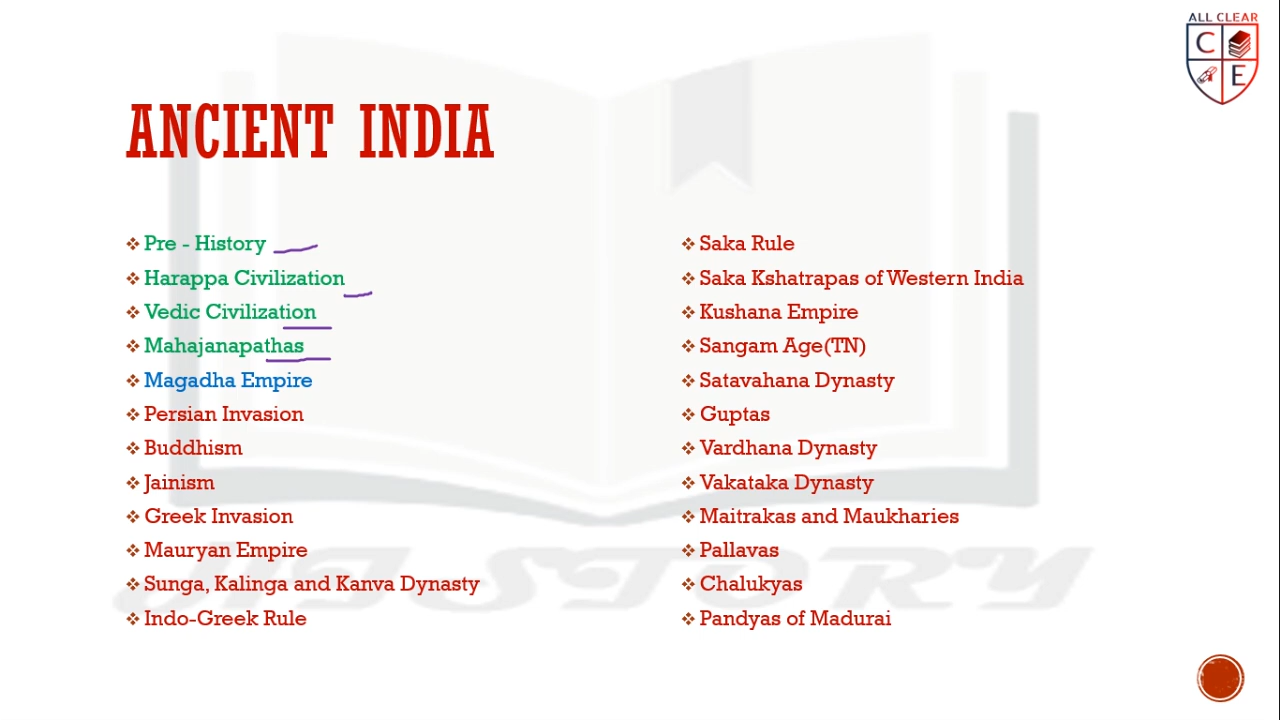 ALL CLEAR
C
E
ANCIENT INDIA
Pre - History
Harappa Civilization
Vedic Civilization
Mahajanapathas
Magadha Empire
Persian Invasion
Buddhism
Jainism
Greek Invasion
Mauryan Empire
Sunga, Kalinga and Kanva Dynasty
Indo-Greek Rule
Saka Rule
Saka Kshatrapas of Western India
Kushana Empire
Sangam Age(TN)
Satavahana Dynasty
Guptas
Vardhana Dynasty
Vakataka Dynasty
Maitrakas and Maukharies
Pallavas
Chalukyas
Pandyas of Madurai
HISTORY